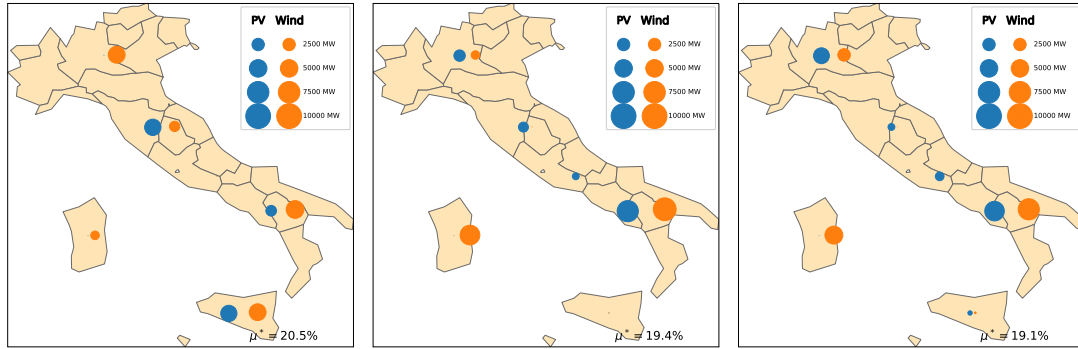 PV Wind
2500 MW
5000 MW
7500 MW
10000 MW
μ* = 20.5%
PV Wind
2500 MW
5000 MW
7500 MW
10000 MW
μ* = 19.4%
PV Wind
2500 MW
5000 MW
7500 MW
10000 MW
μ* = 19.1%